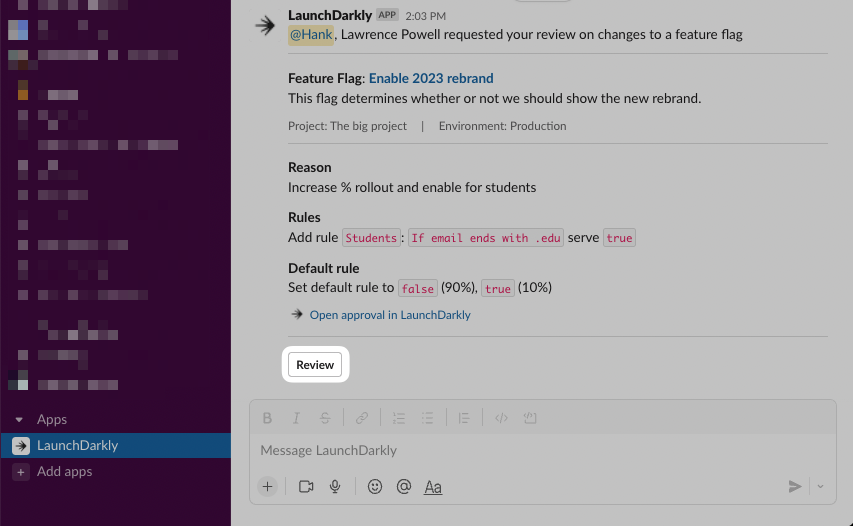 LaunchDarkly APP 2:03 PM
@Hank, Lawrence Powell requested your review on changes to a feature flag
Feature Flag: Enable 2023 rebrand
This flag determines whether or not we should show the new rebrand.
Project: The big project | Environment: Production
Reason
Increase % rollout and enable for students
Rules
Add rule Students: If email ends with .edu serve true
Default rule
Set default rule to false (90%), true (10%)
Open approval in LaunchDarkly
Review
Apps
LaunchDarkly
+ Add apps
B I S
Message LaunchDarkly
+ @ Aa